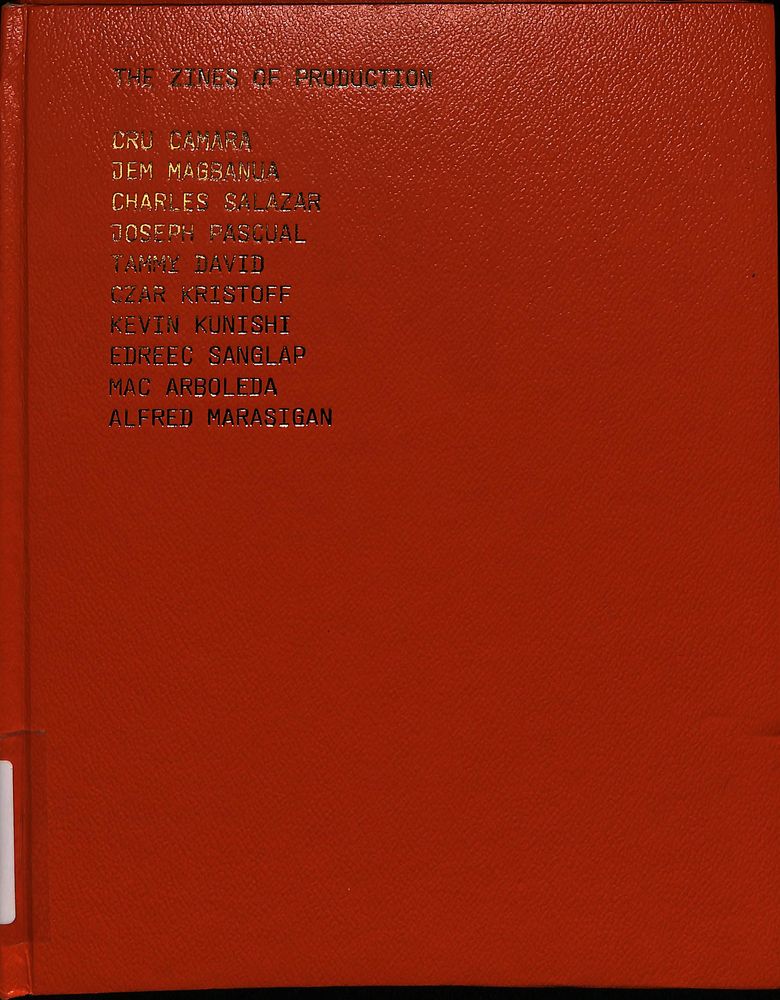 THE ZINES OF PRODUCTION
CRU CAMARA
JEM MAGBANUA
CHARLES SALAZAR
JOSEPH PASCUAL
TAMMY DAVID
CZAR KRISTOFF
KEVIN KUNISHI
EDREEC SANGLAP
MAC ARBOLEDA
ALFRED MARASIGAN